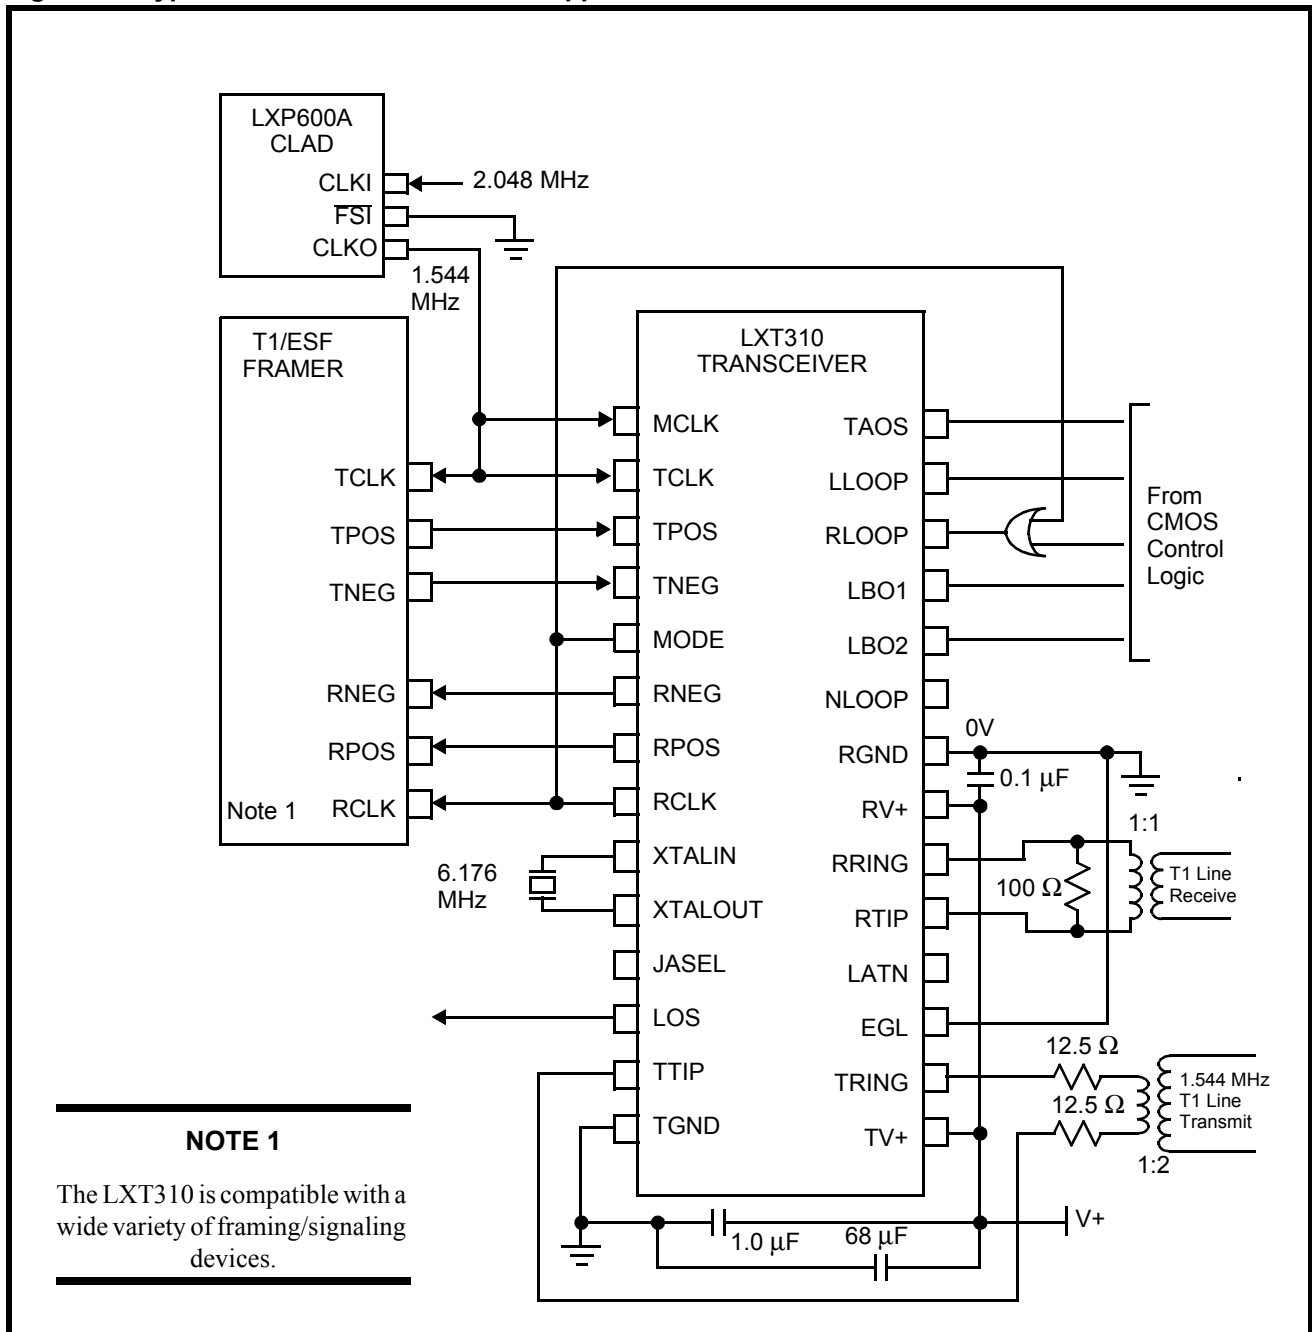 LXP600A
CLAD
CLKI
2.048 MHz
FSI
CLKO
1.544
MHz
T1/ESF
FRAMER
TCLK
TPOS
TNEG
RNEG
RPOS
Note 1
RCLK
LXT310
TRANSCEIVER
MCLK
TCLK
TPOS
TNEG
MODE
RNEG
RPOS
RCLK
XTALIN
XTALOUT
JASEL
LOS
TTIP
TGND
TAOS
LLOOP
RLOOP
LBO1
LBO2
NLOOP
RGND
RV+
RRING
RTIP
LATN
EGL
TRING
TV+
From
CMOS
Control
Logic
0V
0.1 μF
1:1
100 Ω
T1 Line
Receive
6.176
MHz
12.5 Ω
12.5 Ω
1.544 MHz
T1 Line
Transmit
1:2
V+
1.0 μF
68 μF
NOTE 1
The LXT310 is compatible with a
wide variety of framing/signaling
devices.